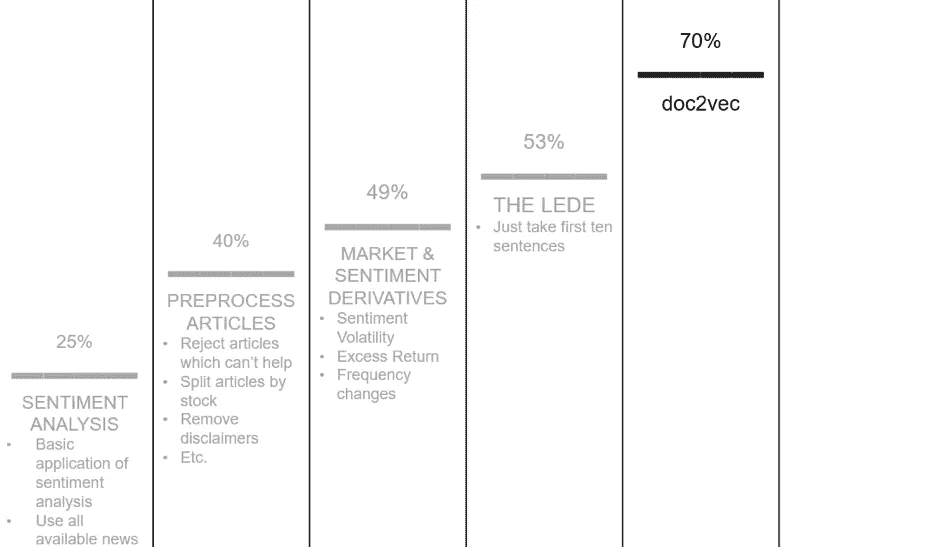 25%
SENTIMENT
ANALYSIS
• Basic
application of
sentiment
analysis
• Use all
available news
40%
PREPROCESS
ARTICLES
• Reject articles
which can't help
• Split articles by
stock
• Remove
disclaimers
• Etc.
49%
MARKET &
SENTIMENT
DERIVATIVES
• Sentiment
Volatility
• Excess Return
• Frequency
changes
53%
THE LEDE
• Just take first ten
sentences
70%
doc2vec